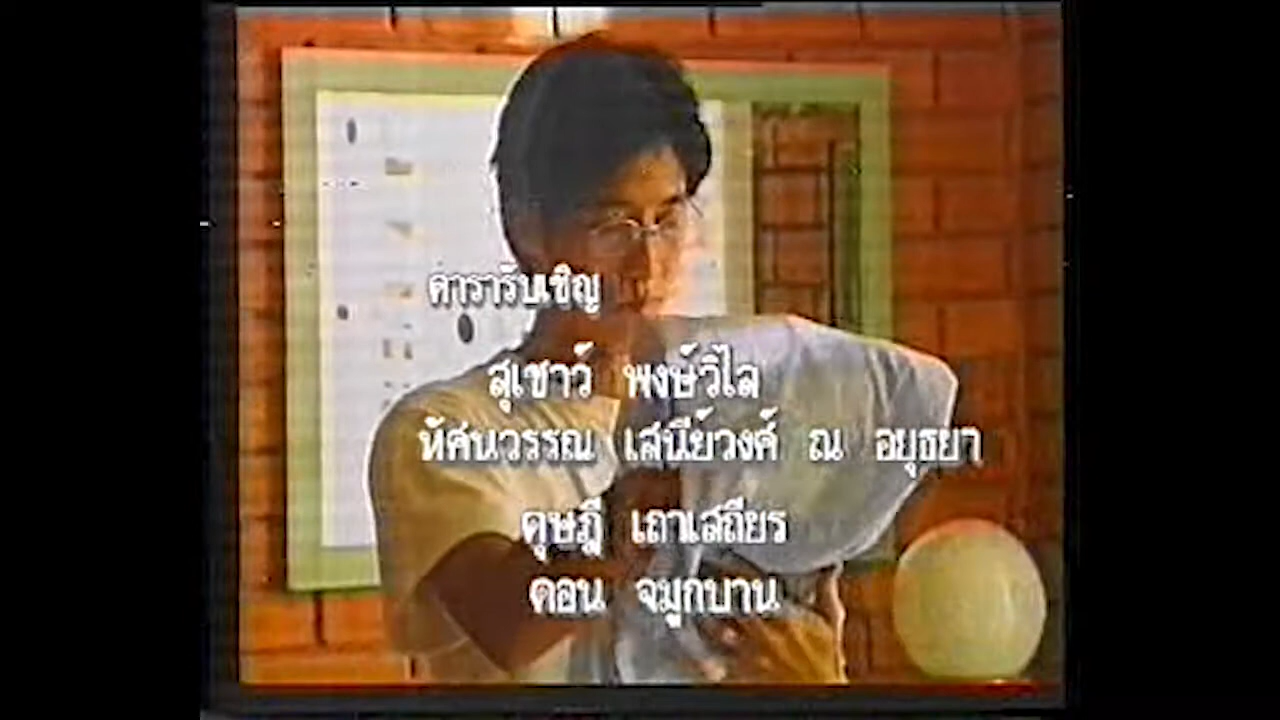 ดารารับเชิญ
สุเชาว์ พงษ์วิไล
ทัศนวรรณ เสนีย์วงศ์ ณ อยุธยา
ดุษฎี เถาเสถียร
ดอน จมูกบาน